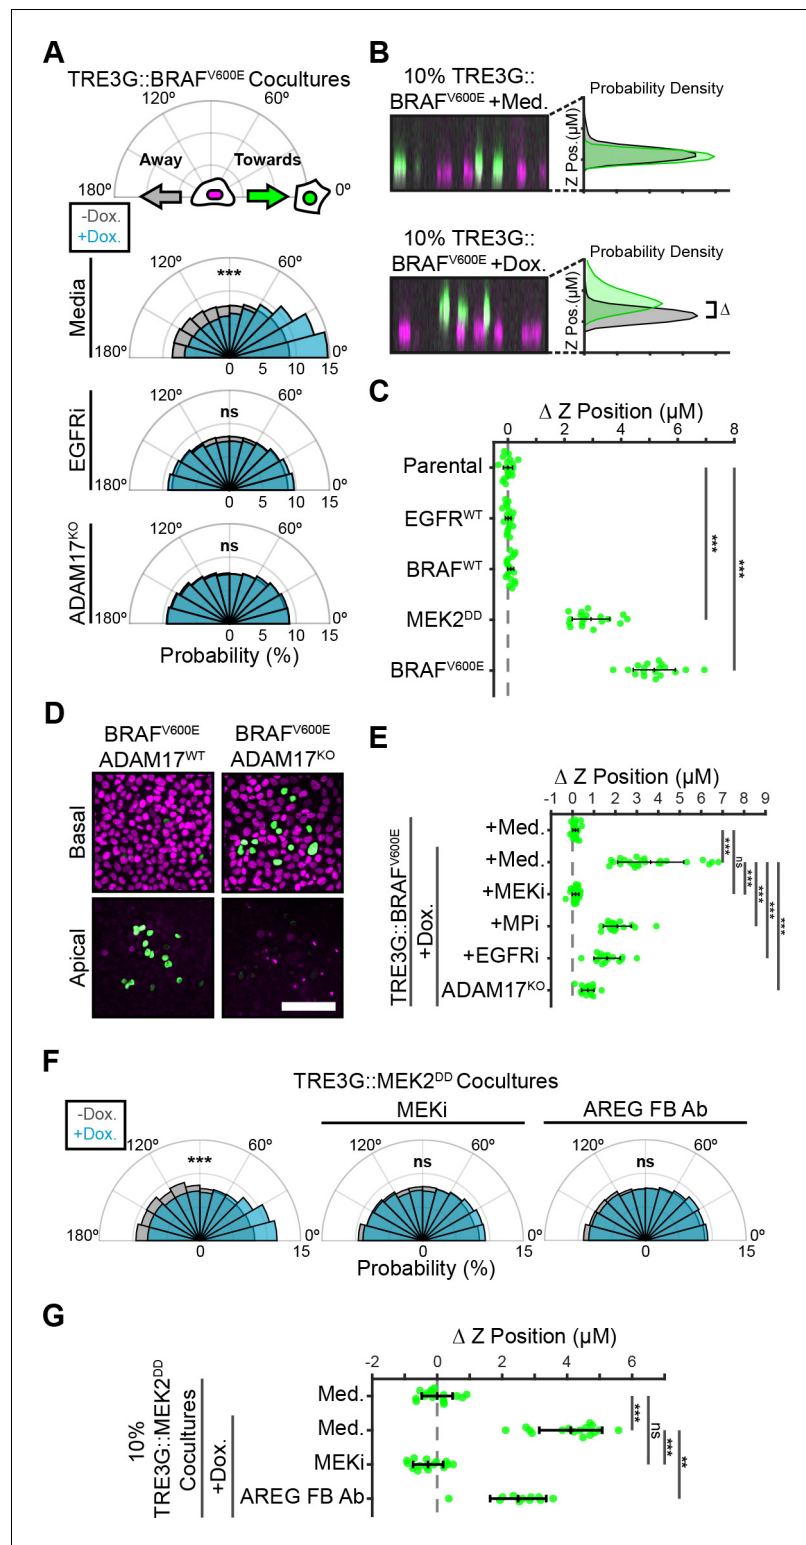 A
TRE3G::BRAFV600E Cocultures
120º 60º
Away Towards
180º 0º
-Dox.
+Dox.
Media
120º 60º
***
180º 0º
0 5 10 15
EGFRi
120º 60º
ns
180º 0º
0 5 10 15
ADAM17KO
120º 60º
ns
180º 0º
0 5 10 15
Probability (%)
B
10% TRE3G::
BRAFV600E +Med.
Probability Density
Z Pos.(µM)
10% TRE3G::
BRAFV600E +Dox.
Probability Density
Z Pos.(µM)
Δ
C
Δ Z Position (µM)
0 2 4 6 8
Parental
EGFRWT
BRAFWT
MEK2DD
BRAFV600E
***
***
D
BRAFV600E
ADAM17WT
BRAFV600E
ADAM17KO
Basal
Apical
E
Δ Z Position (µM)
-1 0 1 2 3 4 5 6 7 8 9
TRE3G::BRAFV600E
+Dox.
+Med.
+Med.
+MEKi
+MPi
+EGFRi
ADAM17KO
***
ns
***
***
***
***
F
TRE3G::MEK2DD Cocultures
-Dox.
+Dox.
MEKi
AREG FB Ab
120º 60º
***
180º 0º
0 15
120º 60º
ns
0º
0 15
120º 60º
ns
0º
0 15
Probability (%)
G
Δ Z Position (µM)
-2 0 2 4 6
10%
TRE3G::MEK2DD
Cocultures
+Dox.
Med.
Med.
MEKi
AREG FB Ab
***
ns
***
**